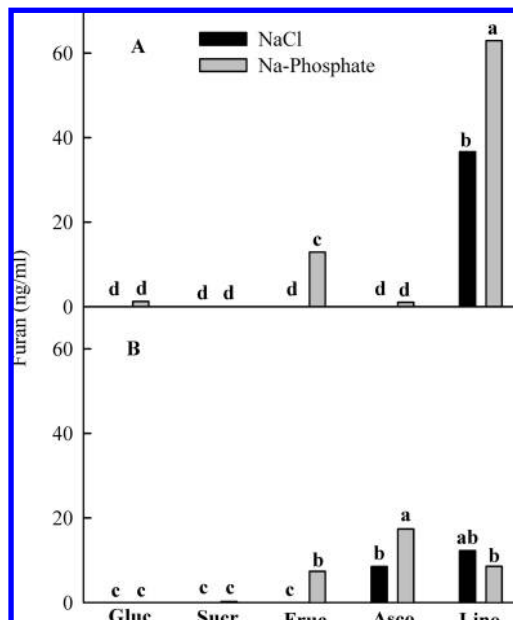 A
NaCl
Na-Phosphate
60
40
20
0
a
b
c
d d d d d d d
Furan (ng/ml)
B
60
40
20
0
a
ab
b
b
b
c c c c c
Gluc Sucr Fruc Asco Line